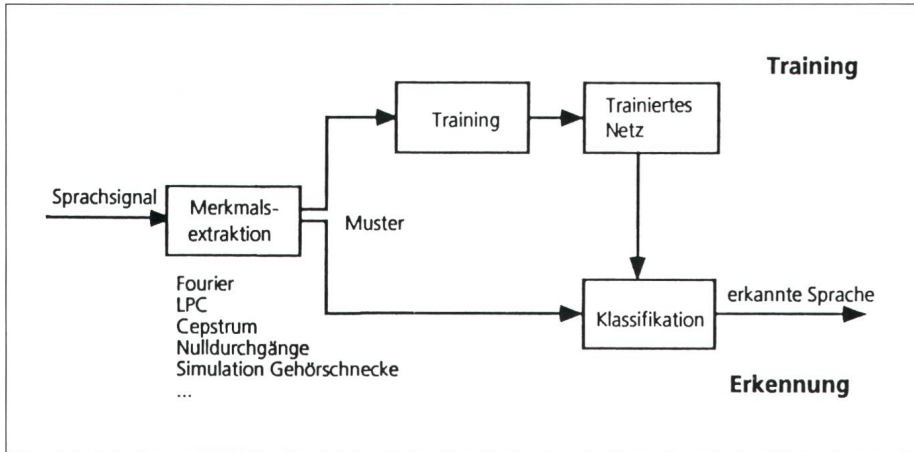 Training
Training
Trainiertes
Netz
Sprachsignal
Merkmals-
extraktion
Muster
Fourier
LPC
Cepstrum
Nulldurchgänge
Simulation Gehörschnecke
...
Klassifikation
erkannte Sprache
Erkennung